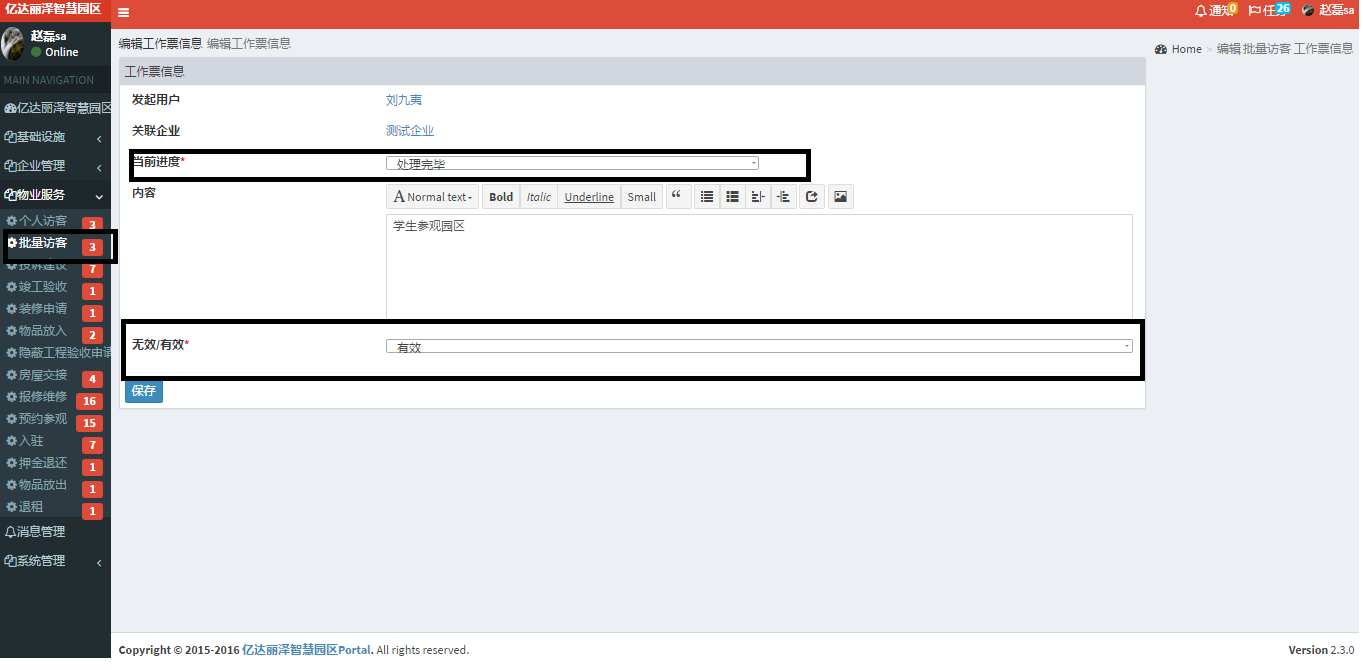 亿达丽泽智慧园区
通知 0 任务 26 赵磊sa
赵磊sa
Online
MAIN NAVIGATION
亿达丽泽智慧园区
基础设施
企业管理
物业服务
个人访客 3
批量访客 3
投诉建议 7
竣工验收 1
装修申请 1
物品放入 2
隐蔽工程验收申请
房屋交接 4
报修维修 16
预约参观 15
入驻 7
押金退还 1
物品放出 1
退租 1
消息管理
系统管理
编辑工作票信息 编辑工作票信息
Home > 编辑 批量访客 工作票信息
工作票信息
发起用户 刘九夷
关联企业 测试企业
当前进度* 处理完毕
内容 Normal text Bold Italic Underline Small
学生参观园区
无效/有效* 有效
保存
Copyright © 2015-2016 亿达丽泽智慧园区Portal. All rights reserved.
Version 2.3.0